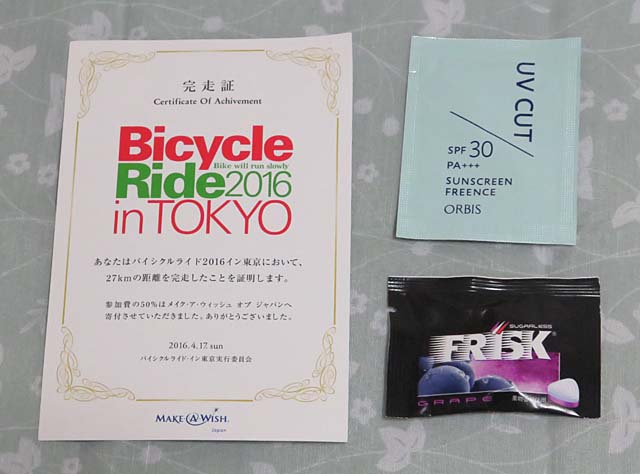 完走証
Certificate Of Achivement
Bicycle
Bike will run slowly
Ride2016
in TOKYO
あなたはバイシクルライド2016イン東京において、
27kmの距離を完走したことを証明します。
参加費の50%はメイク・ア・ウィッシュ オブ ジャパンへ
寄付させていただきました。ありがとうございました。
2016.4.17.sun
バイシクルライド・イン東京実行委員会
MAKE-A-WISH.
Japan
UV CUT
SPF 30
PA+++
SUNSCREEN
FREENCE
ORBIS
SUGARLESS
FRISK
GRAPE